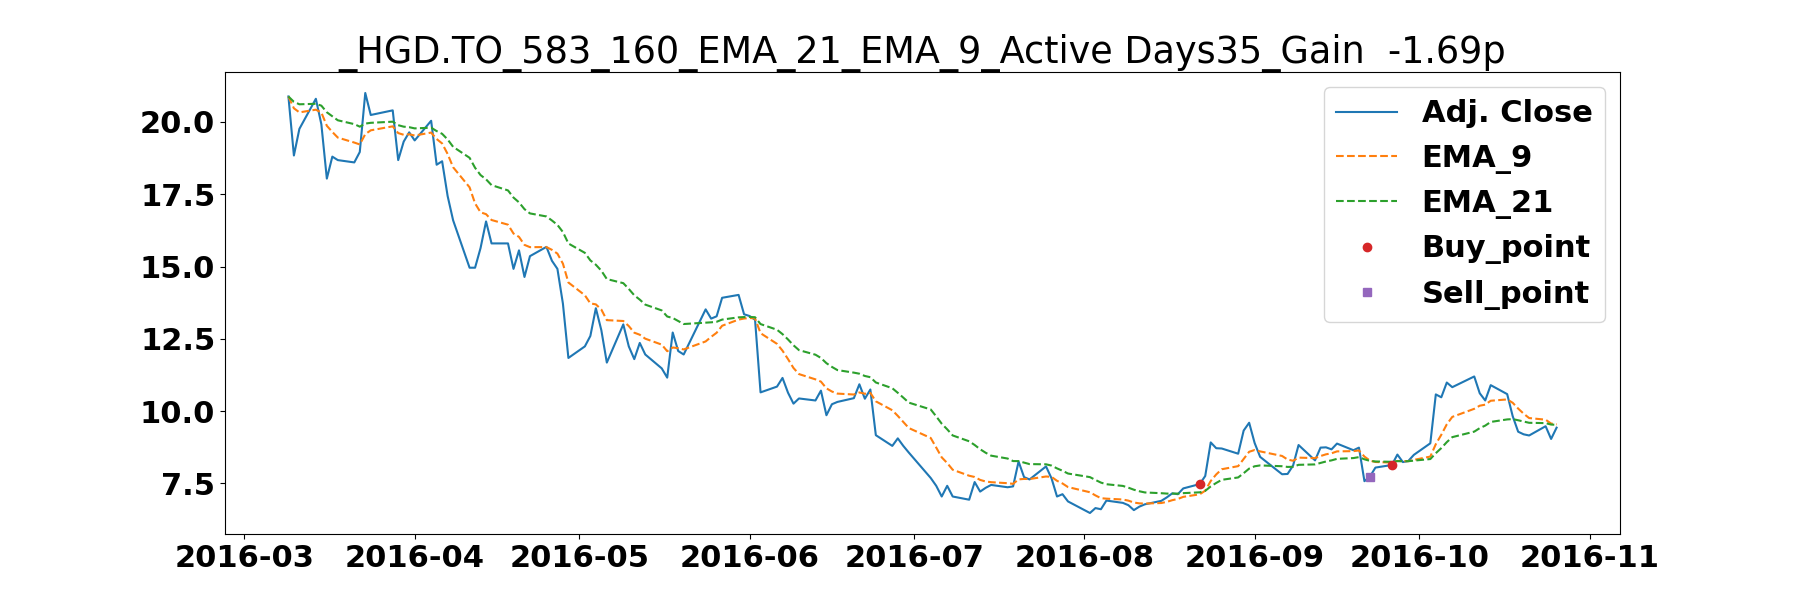 _HGD.TO_583_160_EMA_21_EMA_9_Active Days35_Gain  -1.69p
Adj. Close
EMA_9
EMA_21
Buy_point
Sell_point
20.0
17.5
15.0
12.5
10.0
7.5
2016-03 2016-04 2016-05 2016-06 2016-07 2016-08 2016-09 2016-10 2016-11